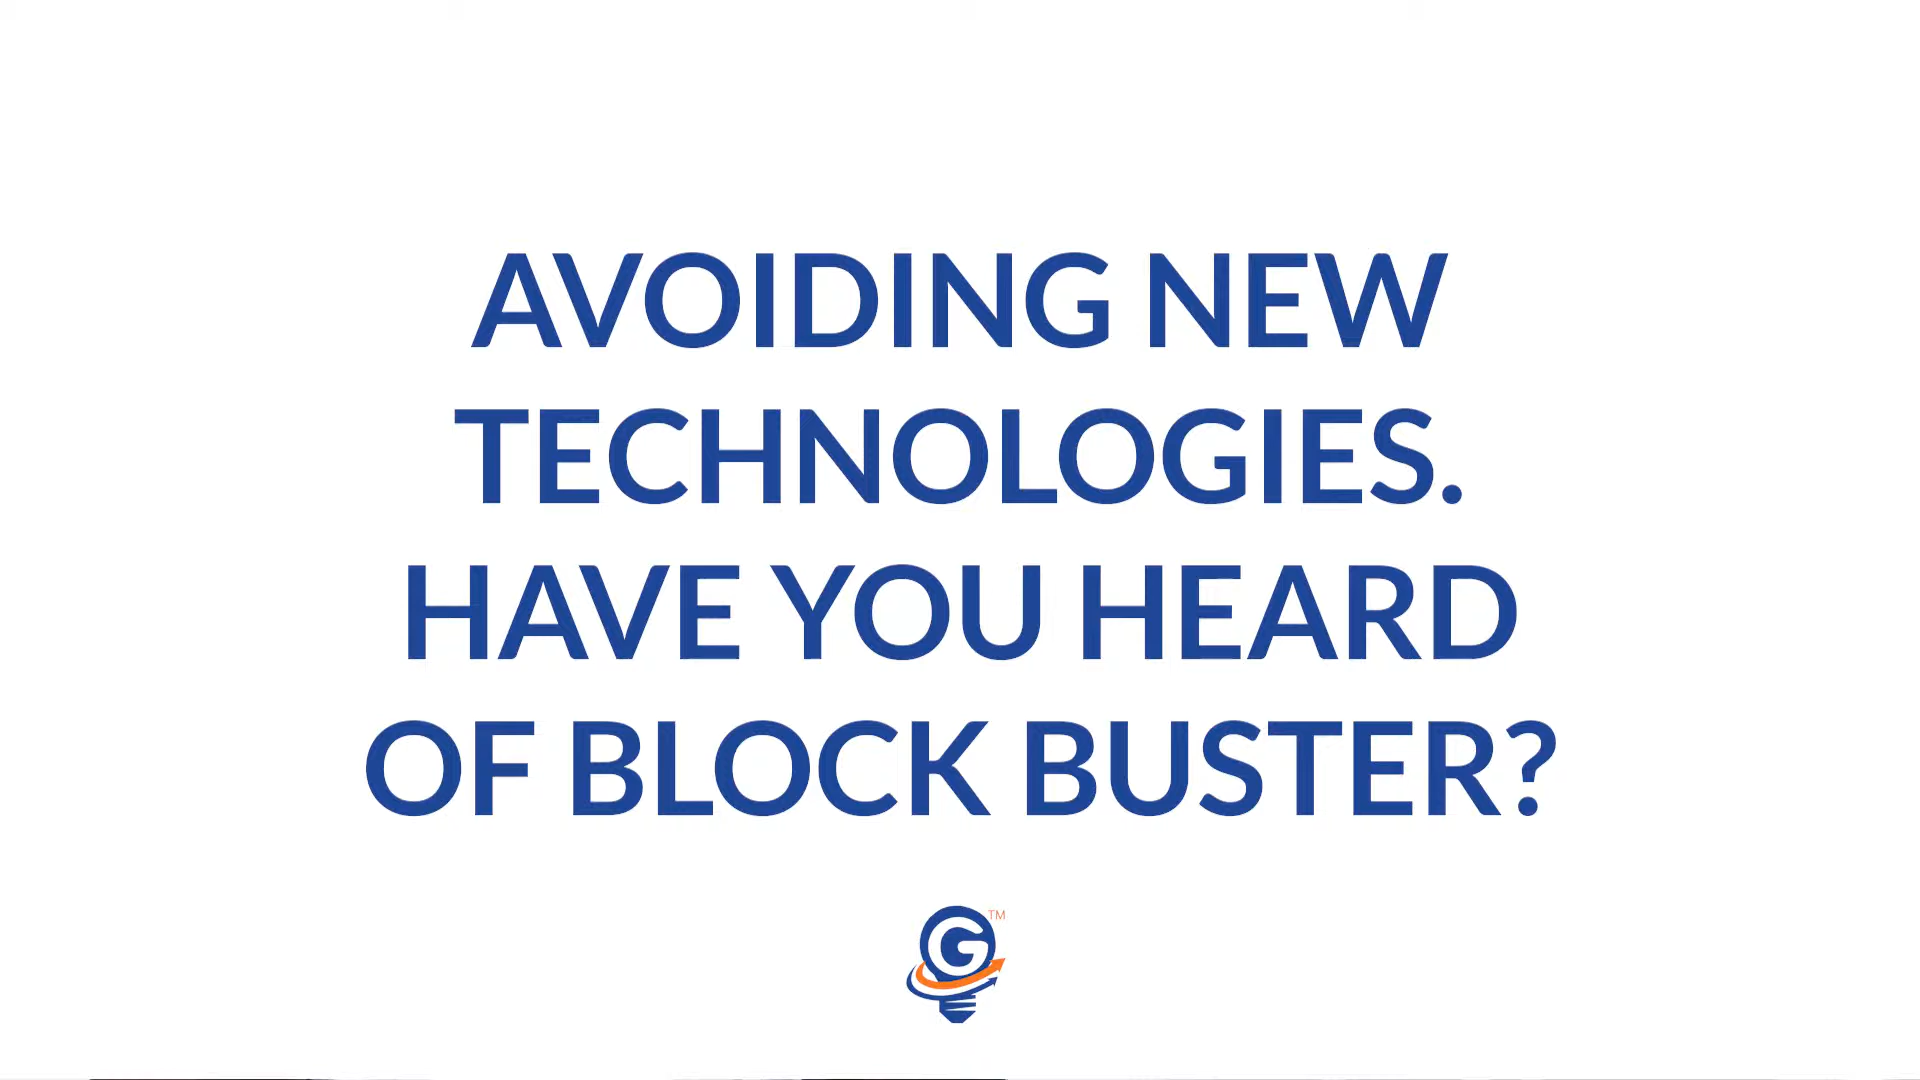 AVOIDING NEW
TECHNOLOGIES.
HAVE YOU HEARD
OF BLOCK BUSTER?
G
TM